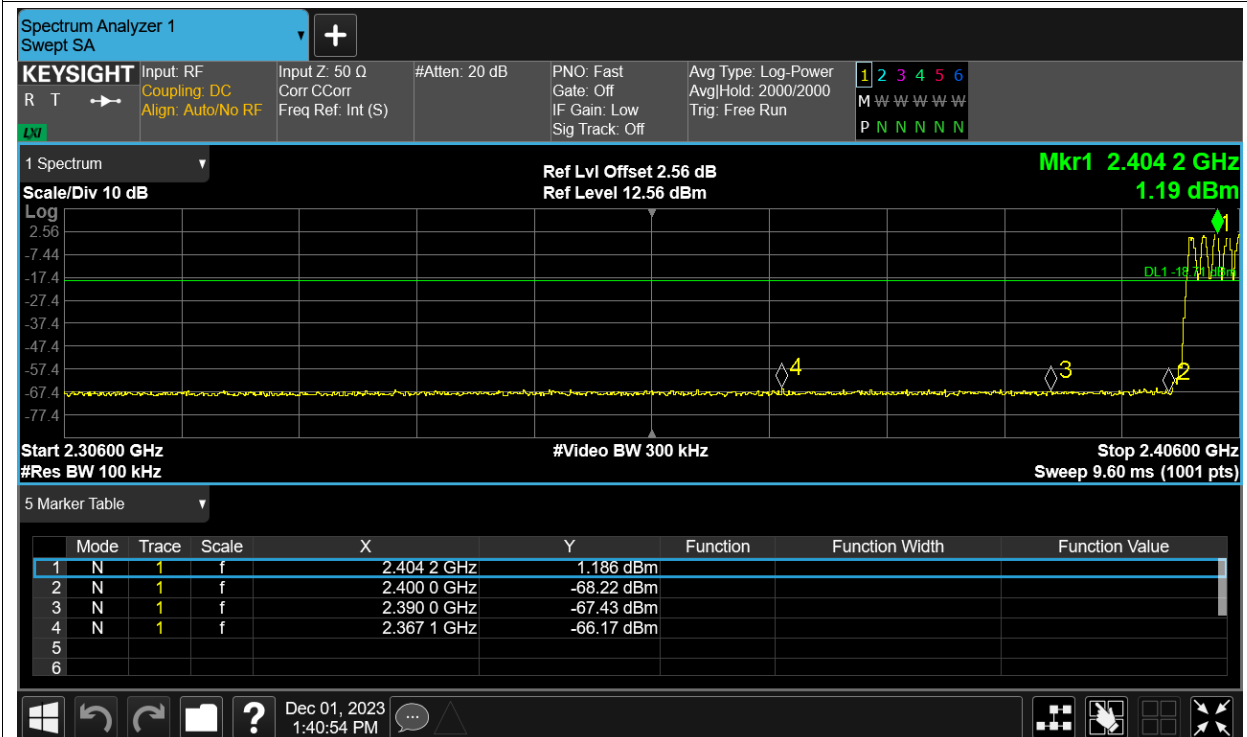 Spectrum Analyzer 1
Swept SA
KEYSIGHT
R T
LXI
Input: RF
Coupling: DC
Align: Auto/No RF
Input Z: 50 Ω
Corr CCorr
Freq Ref: Int (S)
#Atten: 20 dB
PNO: Fast
Gate: Off
IF Gain: Low
Sig Track: Off
Avg Type: Log-Power
Avg|Hold: 2000/2000
Trig: Free Run
1 2 3 4 5 6
M W W W W W
P N N N N N
1 Spectrum
Scale/Div 10 dB
Ref Lvl Offset 2.56 dB
Ref Level 12.56 dBm
Mkr1 2.404 2 GHz
1.19 dBm
Log
2.56
-7.44
-17.4
-27.4
-37.4
-47.4
-57.4
-67.4
-77.4
1
DL1 -18.71 dBm
4
3
2
Start 2.30600 GHz
#Res BW 100 kHz
#Video BW 300 kHz
Stop 2.40600 GHz
Sweep 9.60 ms (1001 pts)
5 Marker Table
Mode Trace Scale X Y Function Function Width Function Value
1 N 1 f 2.404 2 GHz 1.186 dBm
2 N 1 f 2.400 0 GHz -68.22 dBm
3 N 1 f 2.390 0 GHz -67.43 dBm
4 N 1 f 2.367 1 GHz -66.17 dBm
5
6
?
Dec 01, 2023
1:40:54 PM